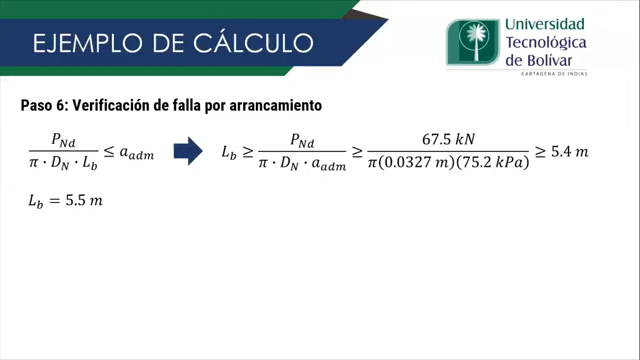 EJEMPLO DE CÁLCULO
Universidad
Tecnológica
de Bolívar
CARTAGENA DE INDIAS
Paso 6: Verificación de falla por arrancamiento
P_Nd / (π · D_N · L_b) ≤ a_adm
L_b ≥ P_Nd / (π · D_N · a_adm) ≥ 67.5 kN / (π(0.0327 m)(75.2 kPa)) ≥ 5.4 m
L_b = 5.5 m